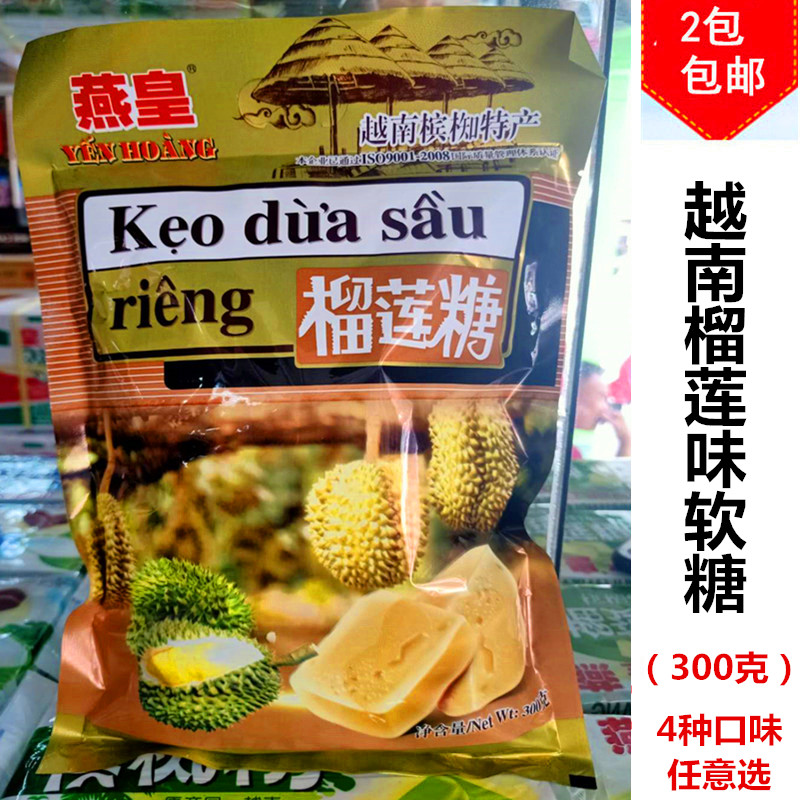 燕皇®
YẾN HOÀNG
越南槟椥特产
本企业已通过ISO9001-2008国际质量管理体系认证
Kẹo dừa sầu
riêng
榴莲糖
净含量/Net Wt: 300克
2包
包邮
越南榴莲味软糖
（300克）
4种口味
任意选